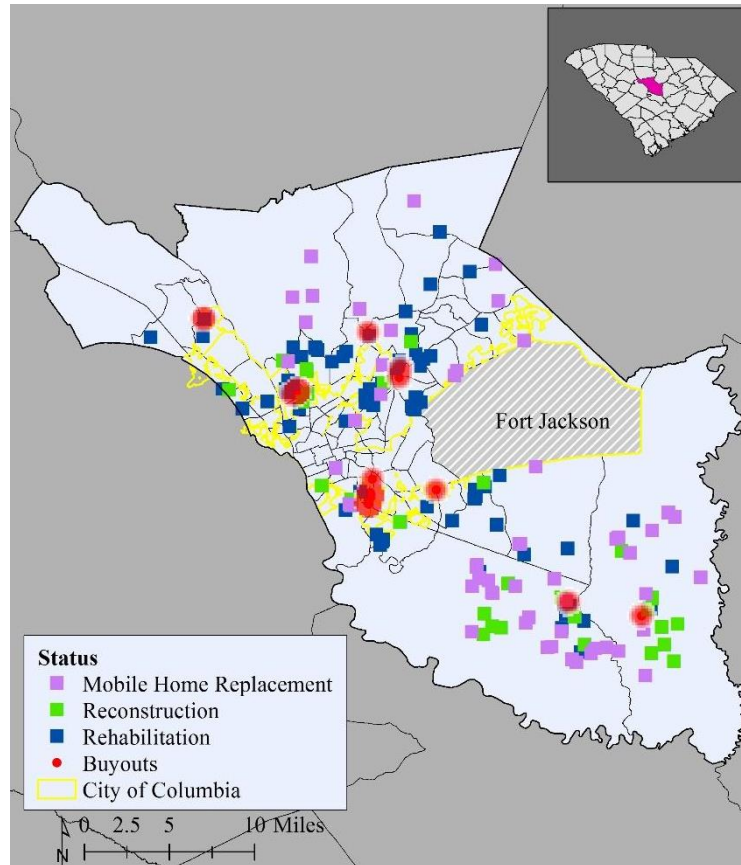 Fort Jackson
Status
Mobile Home Replacement
Reconstruction
Rehabilitation
Buyouts
City of Columbia
0 2.5 5 10 Miles
N